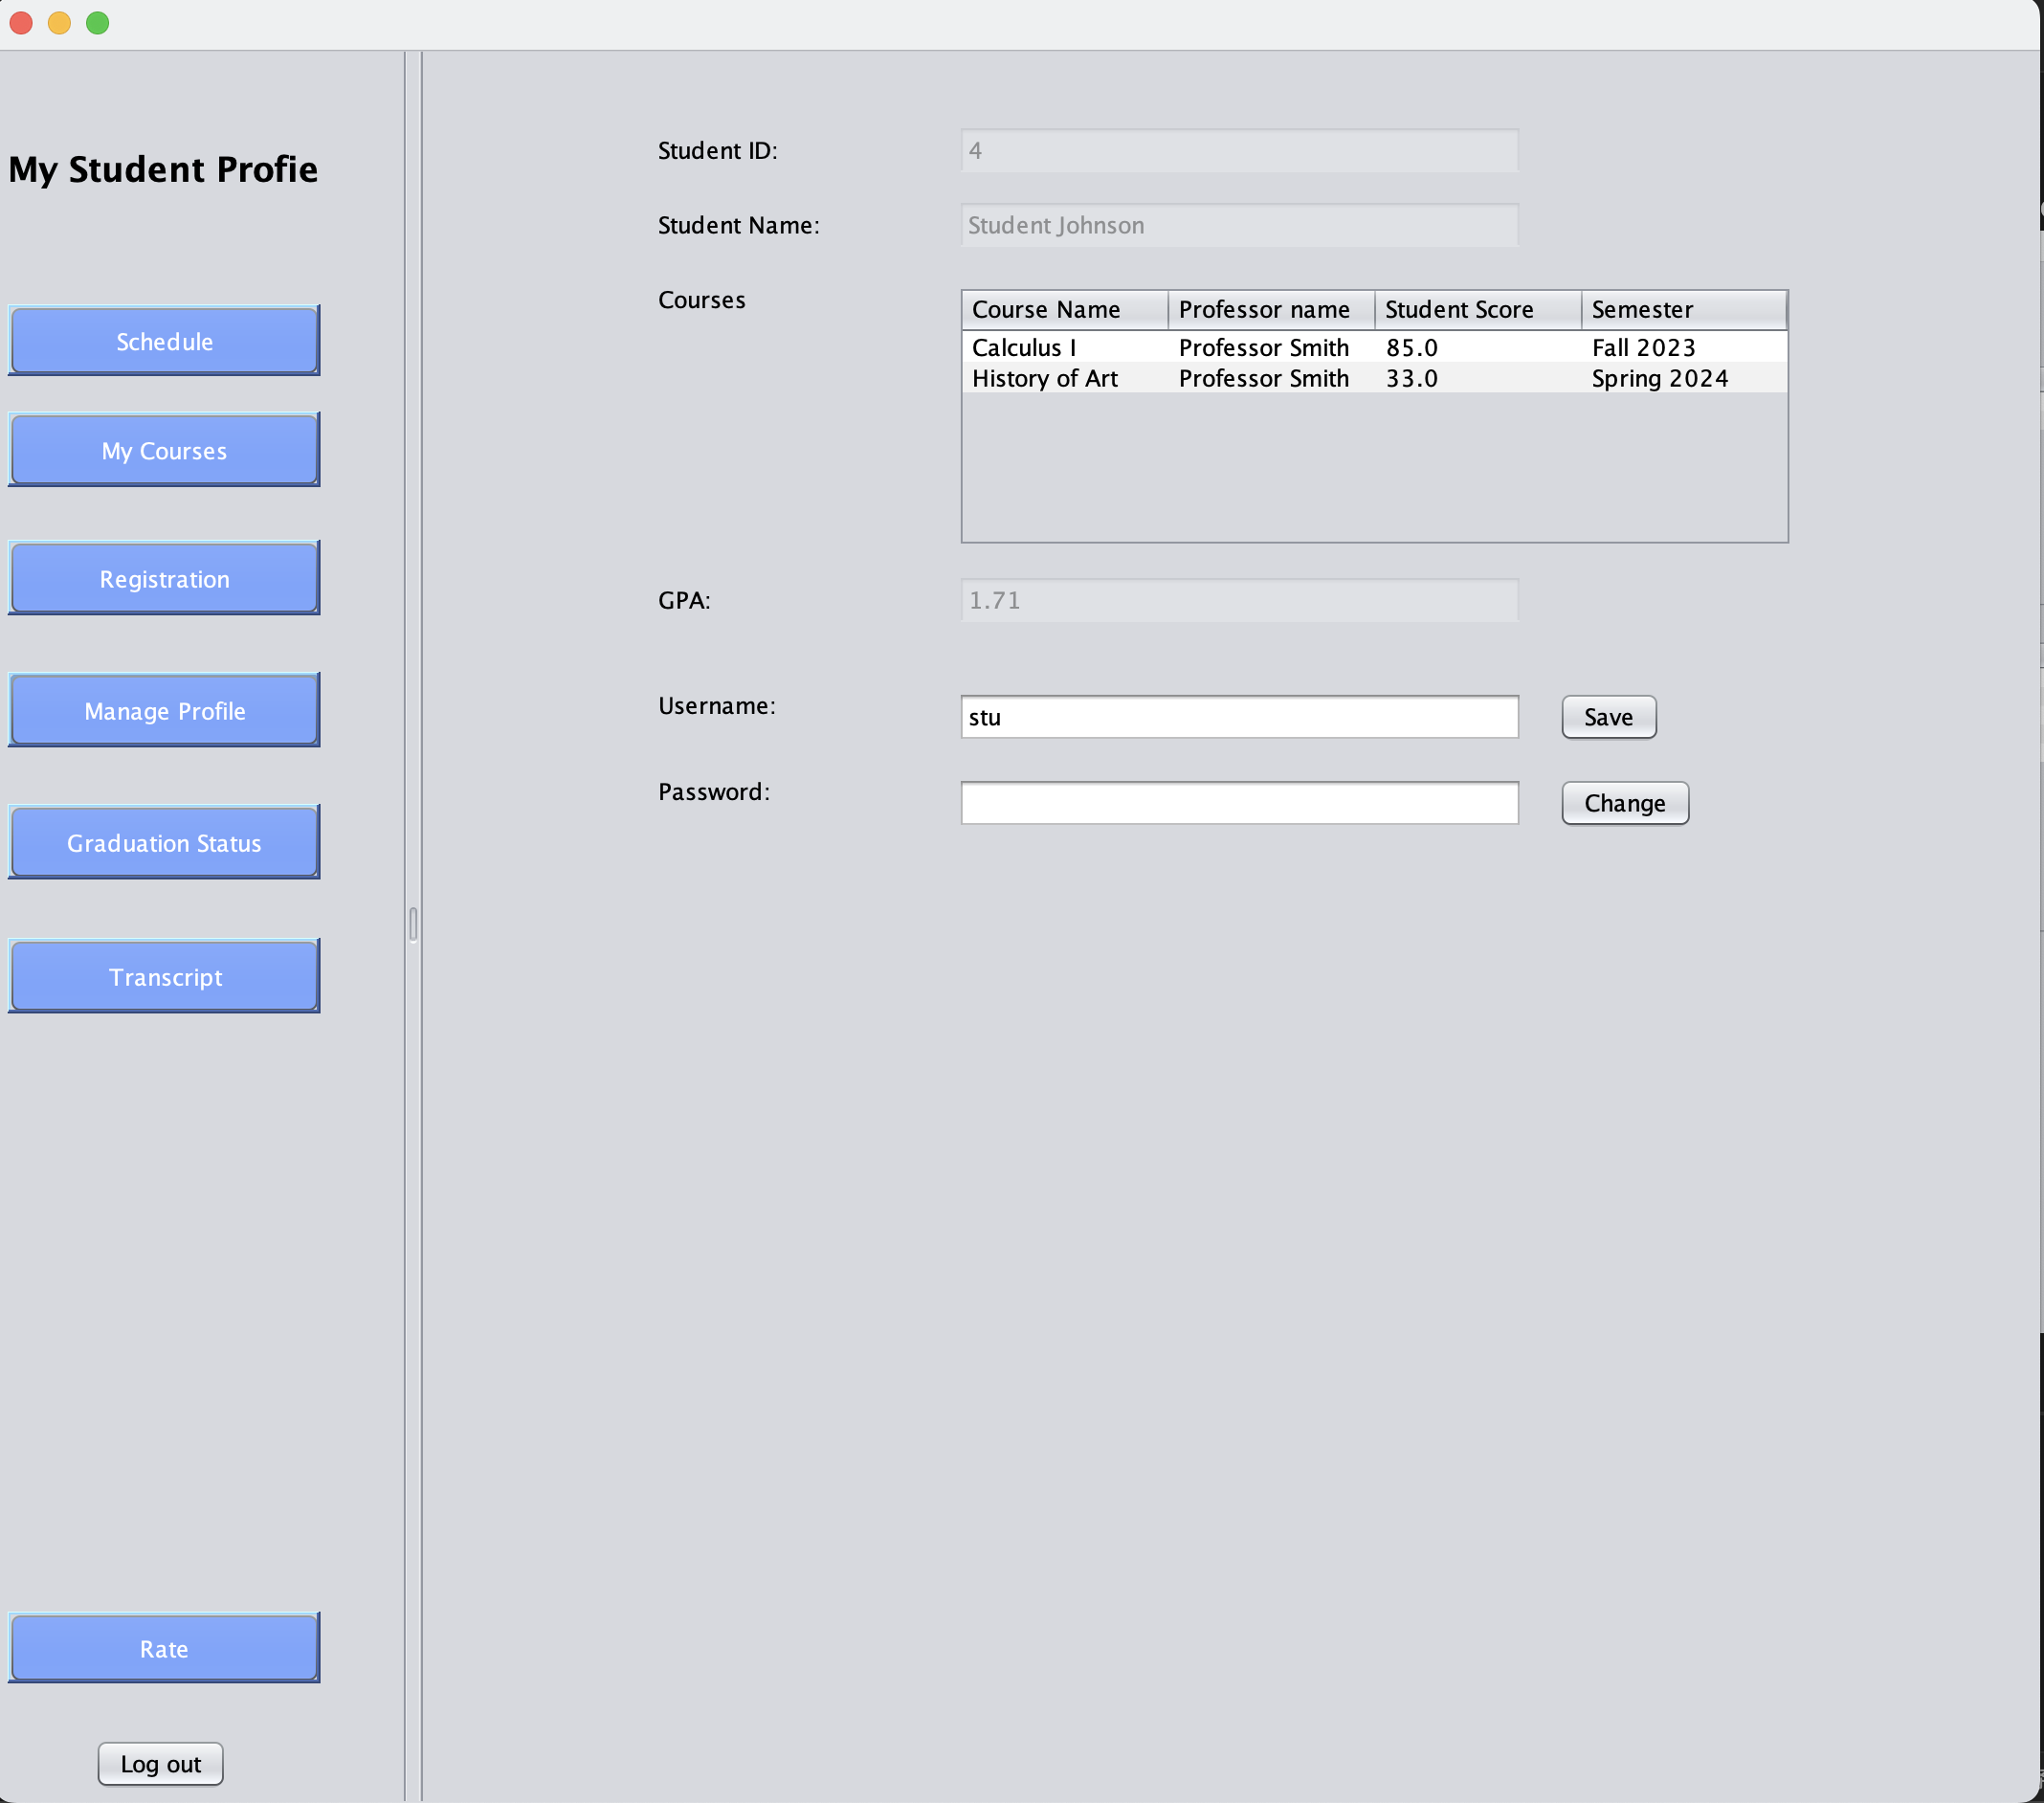 My Student Profie
Schedule
My Courses
Registration
Manage Profile
Graduation Status
Transcript
Rate
Log out
Student ID: 4
Student Name: Student Johnson
Courses
Course Name Professor name Student Score Semester
Calculus I Professor Smith 85.0 Fall 2023
History of Art Professor Smith 33.0 Spring 2024
GPA: 1.71
Username: stu Save
Password: Change